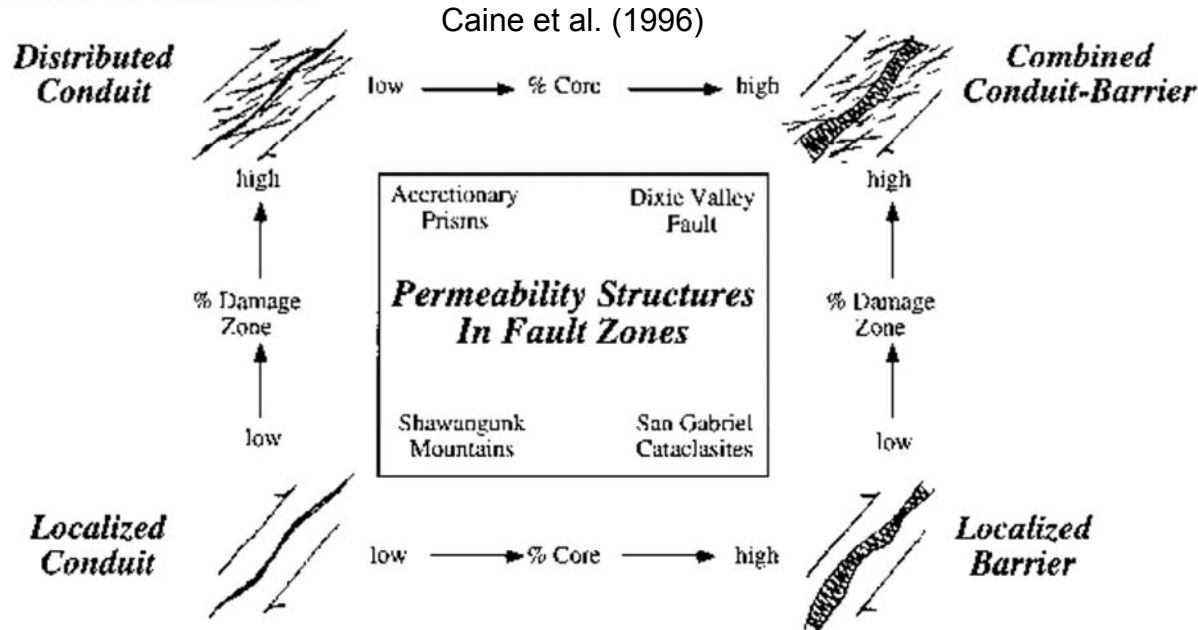 Caine et al. (1996)
Distributed
Conduit
low
% Core
high
Combined
Conduit-Barrier
high
high
Accretionary
Prisms
Dixie Valley
Fault
% Damage
Zone
Permeability Structures
In Fault Zones
% Damage
Zone
low
Shawangunk
Mountains
San Gabriel
Cataclasites
low
Localized
Conduit
low
% Core
high
Localized
Barrier